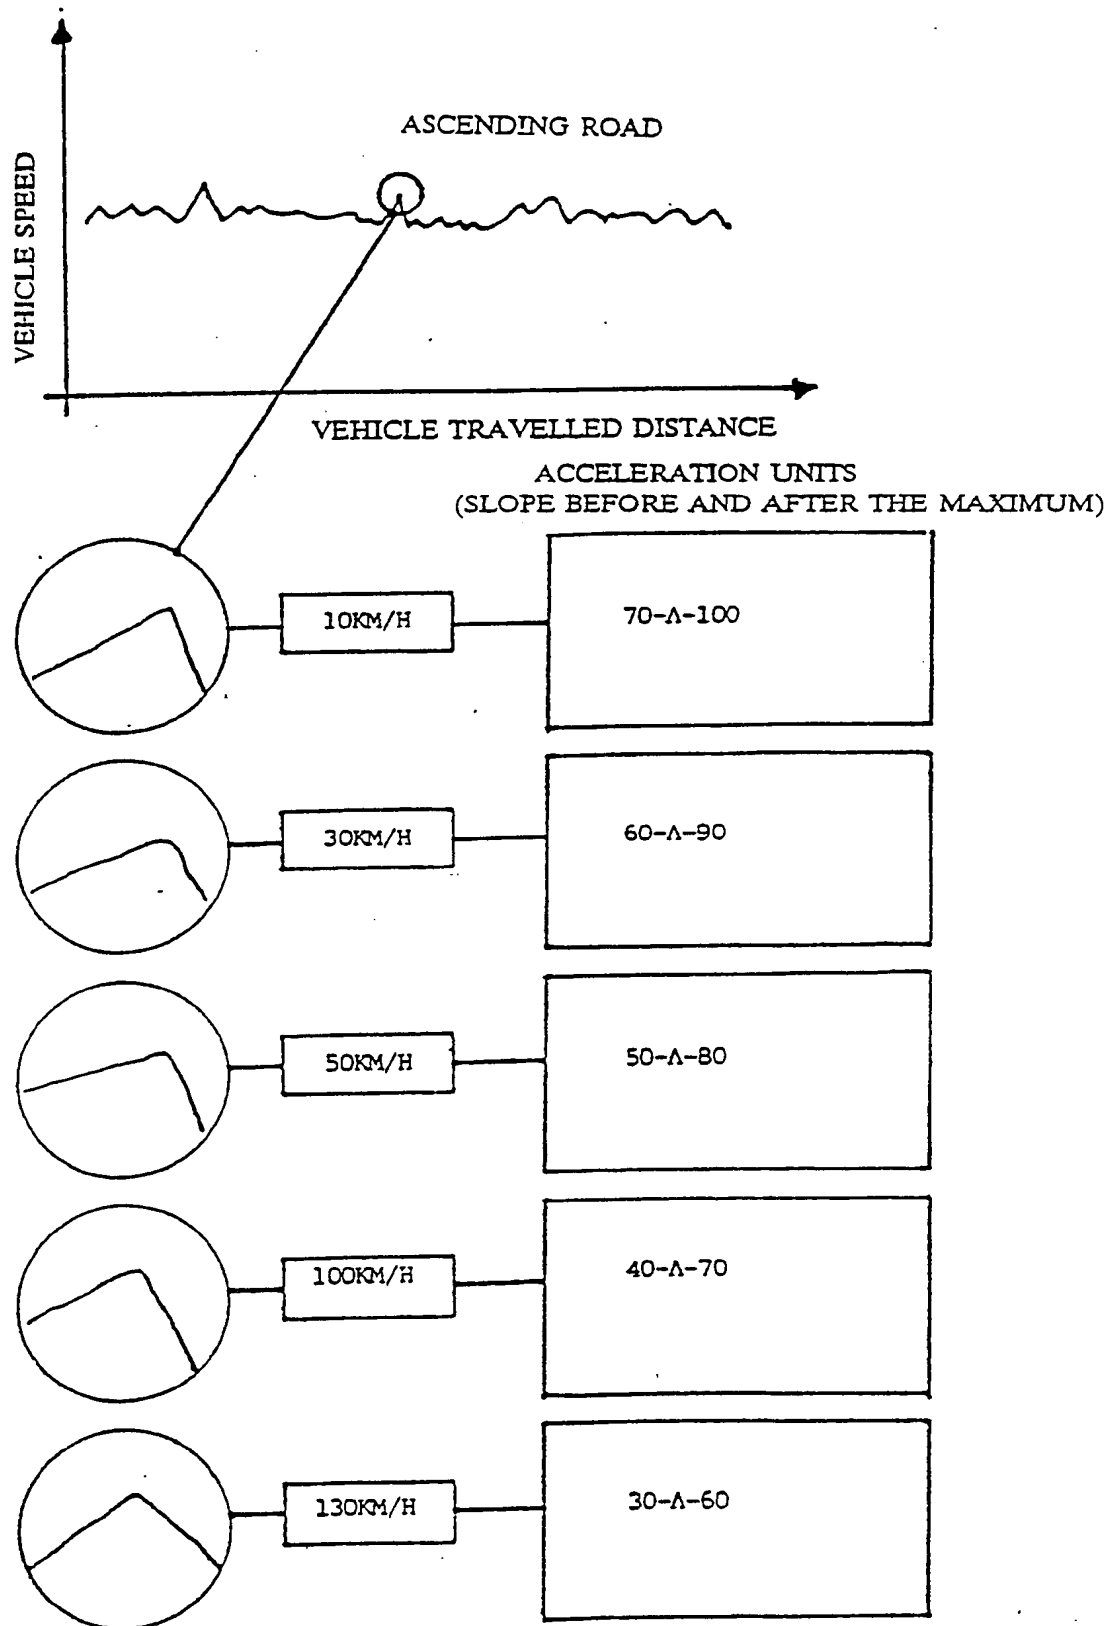 ASCENDING ROAD
VEHICLE SPEED
VEHICLE TRAVELLED DISTANCE
ACCELERATION UNITS
(SLOPE BEFORE AND AFTER THE MAXIMUM)
10KM/H
70-Λ-100
30KM/H
60-Λ-90
50KM/H
50-Λ-80
100KM/H
40-Λ-70
130KM/H
30-Λ-60